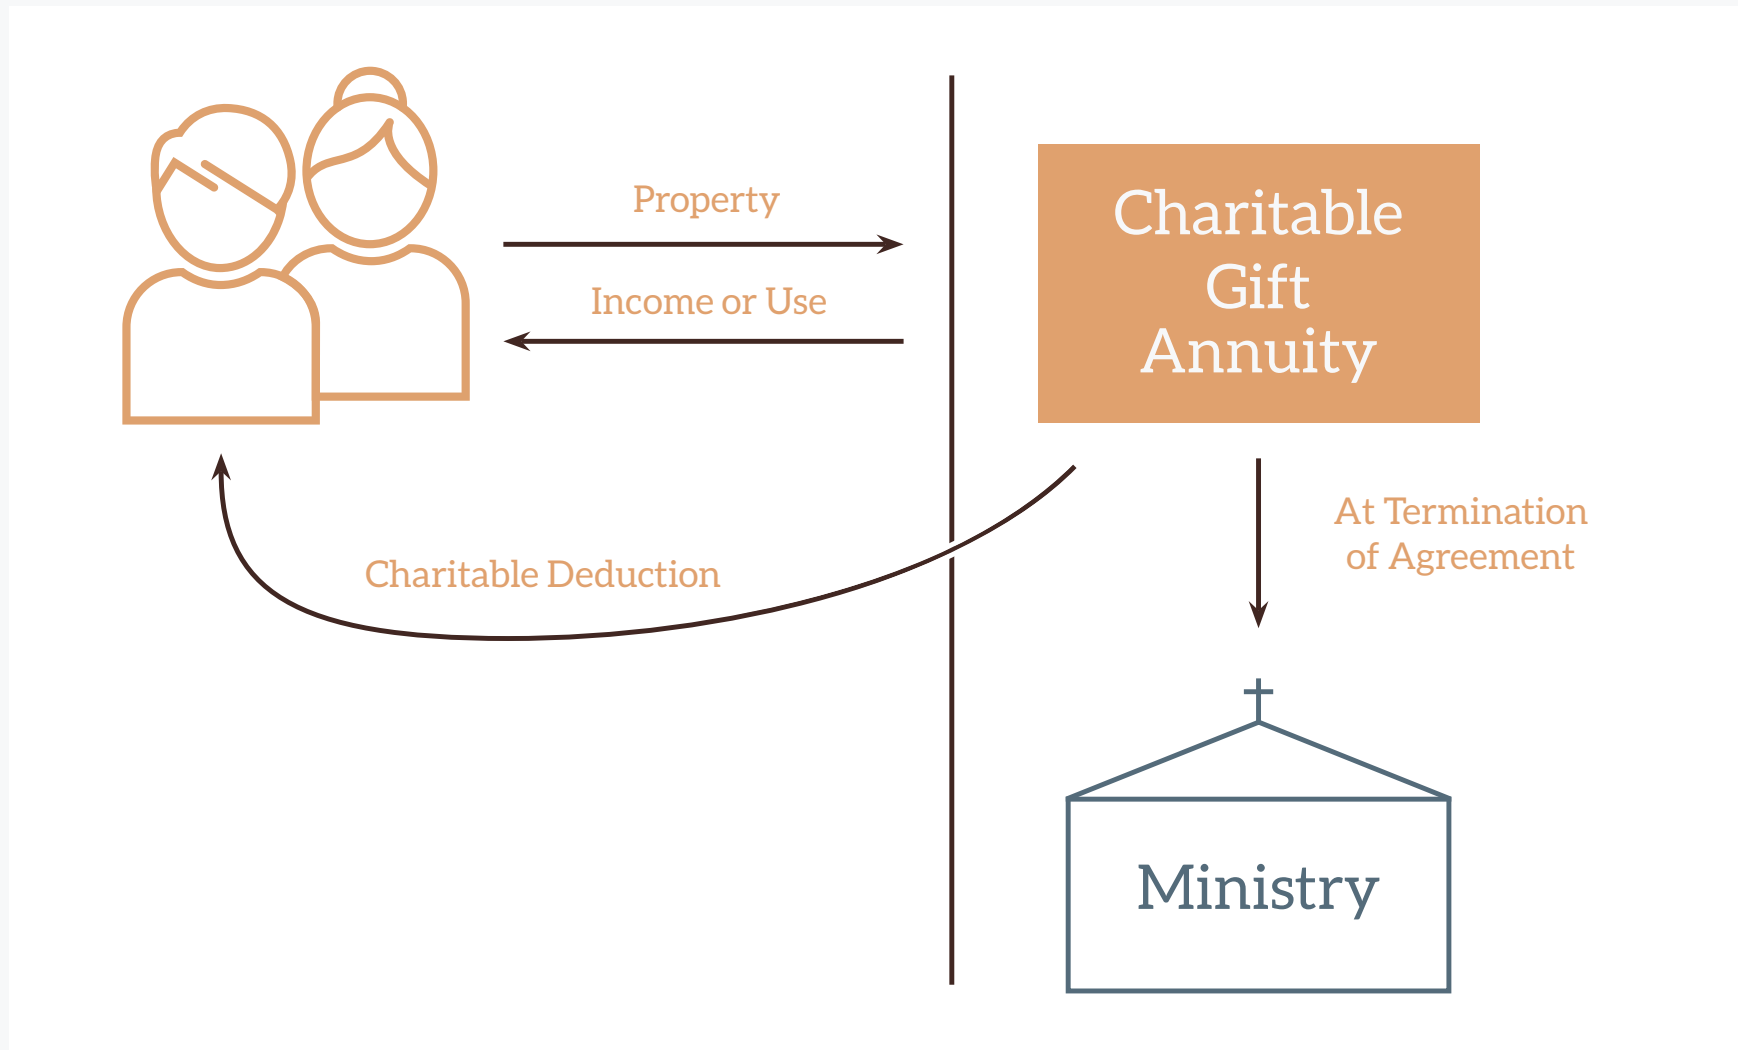 Property
Income or Use
Charitable
Gift
Annuity
Charitable Deduction
At Termination
of Agreement
Ministry